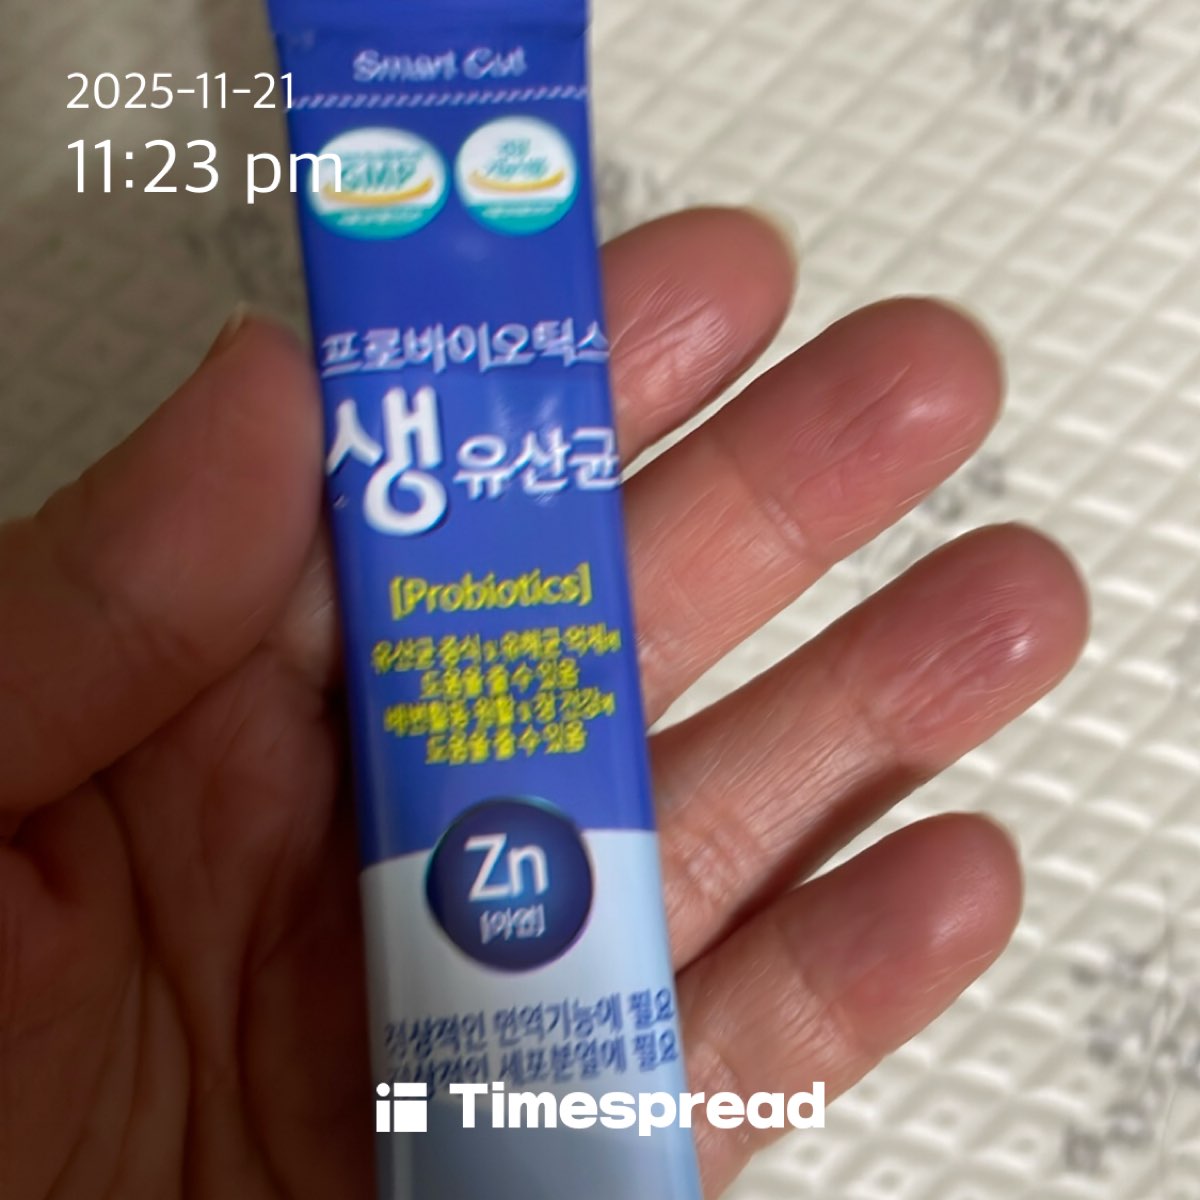 2025-11-21
11:23 pm
Smart Cut
GMP
프로바이오틱스
생 유산균
[Probiotics]
유산균 증식 및 유해균 억제에
도움을 줄 수 있음
배변활동 원활 및 장 건강에
도움을 줄 수 있음
Zn
[아연]
정상적인 면역기능에 필요
정상적인 세포분열에 필요
Timespread